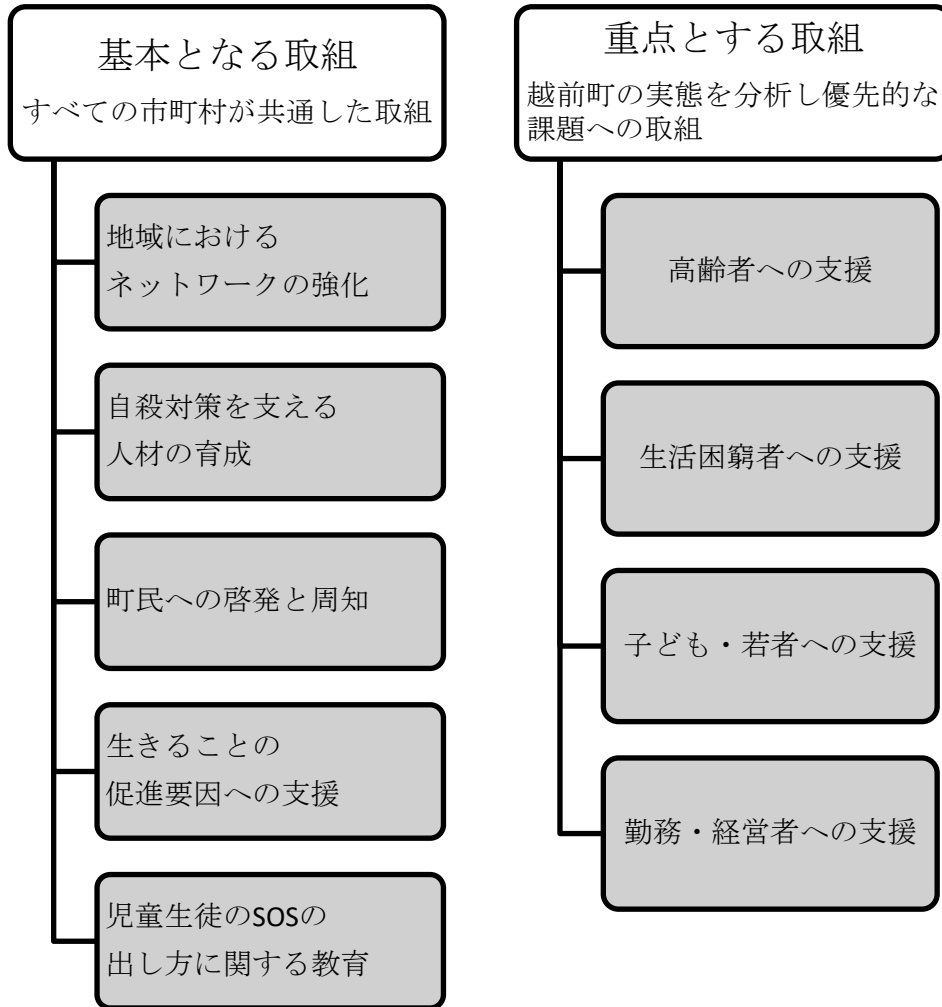 基本となる取組
すべての市町村が共通した取組
地域における
ネットワークの強化
自殺対策を支える
人材の育成
町民への啓発と周知
生きることの
促進要因への支援
児童生徒のSOSの
出し方に関する教育
重点とする取組
越前町の実態を分析し優先的な
課題への取組
高齢者への支援
生活困窮者への支援
子ども・若者への支援
勤務・経営者への支援